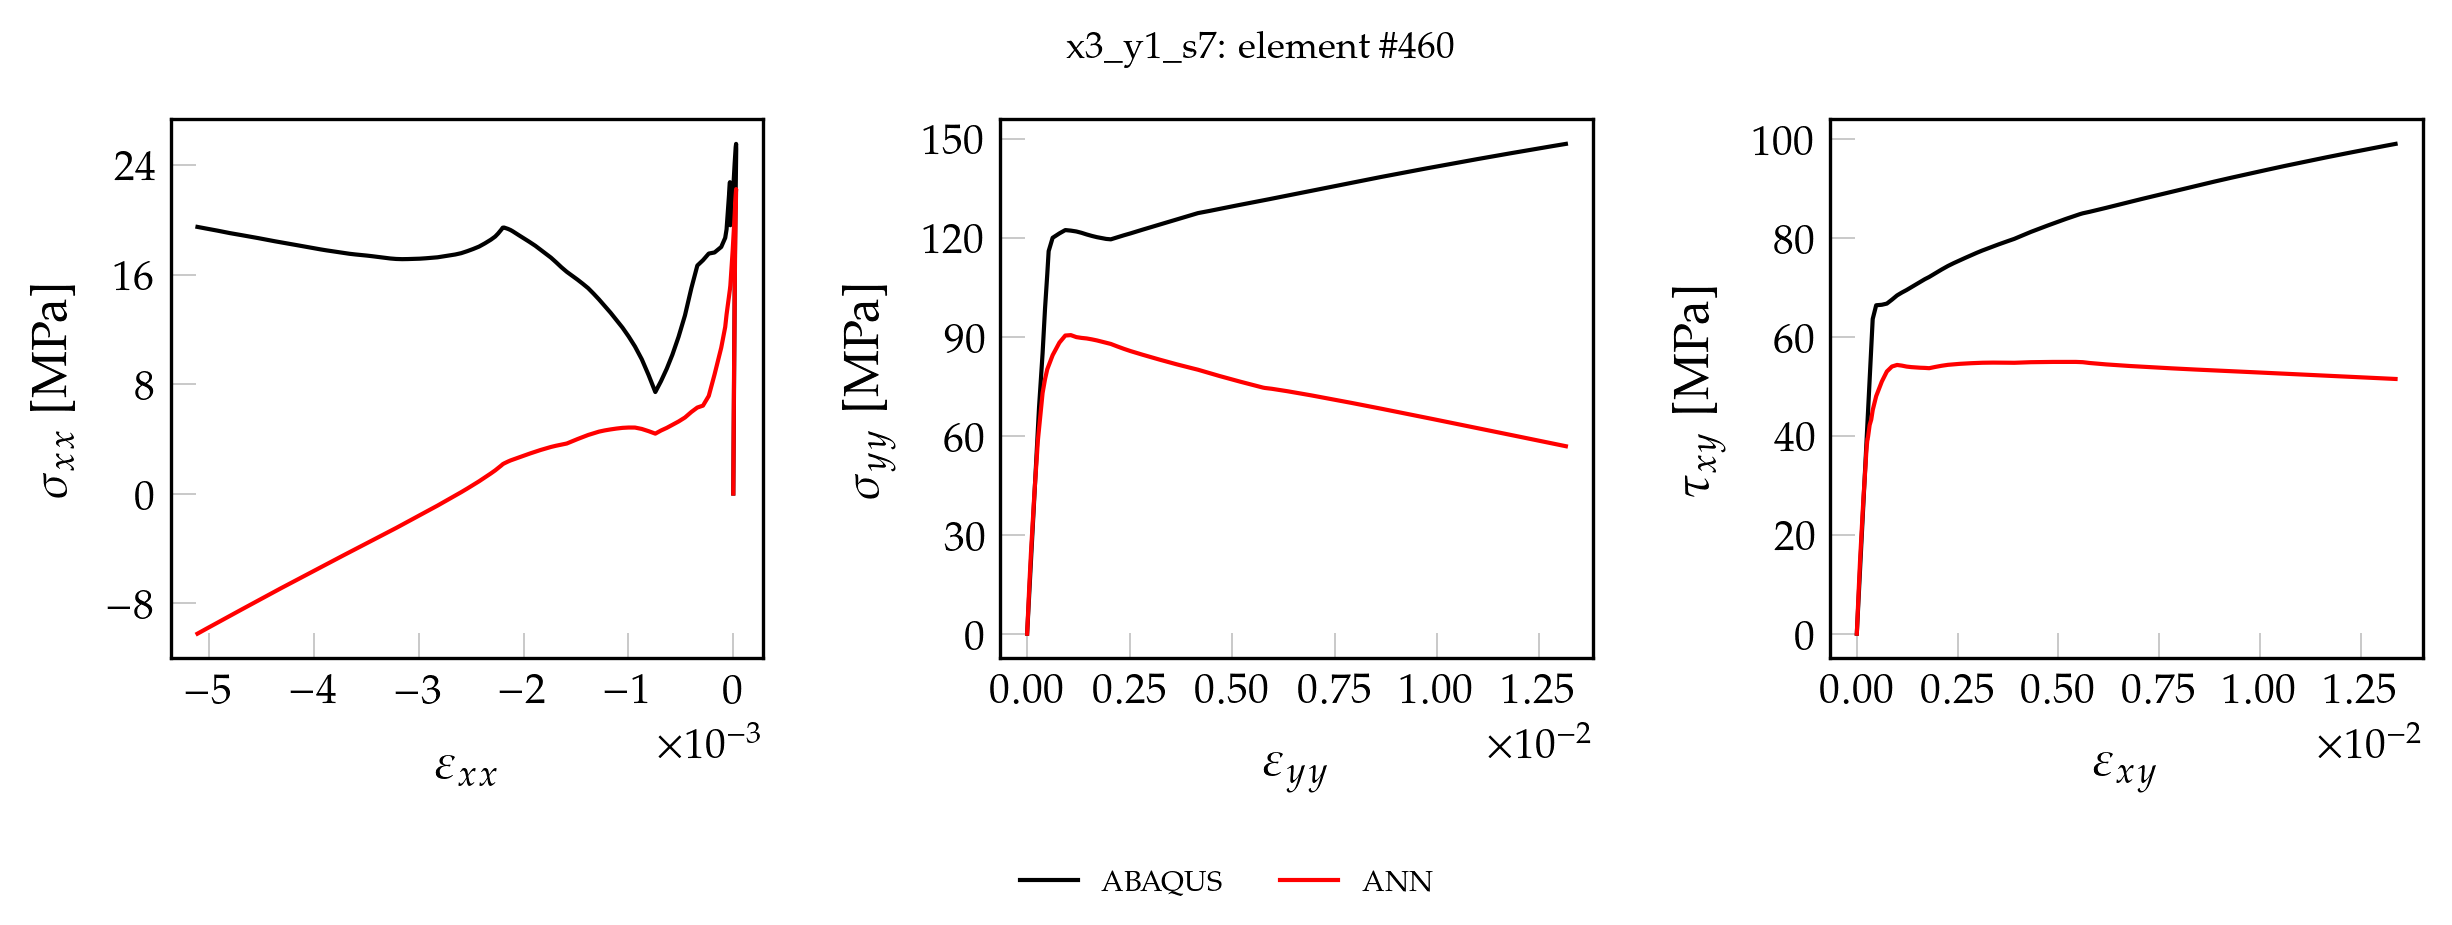 x3_y1_s7: element #460
24
16
8
0
−8
σxx [MPa]
−5 −4 −3 −2 −1 0
×10⁻³
εxx
150
120
90
60
30
0
σyy [MPa]
0.00 0.25 0.50 0.75 1.00 1.25
×10⁻²
εyy
100
80
60
40
20
0
τxy [MPa]
0.00 0.25 0.50 0.75 1.00 1.25
×10⁻²
εxy
ABAQUS ANN